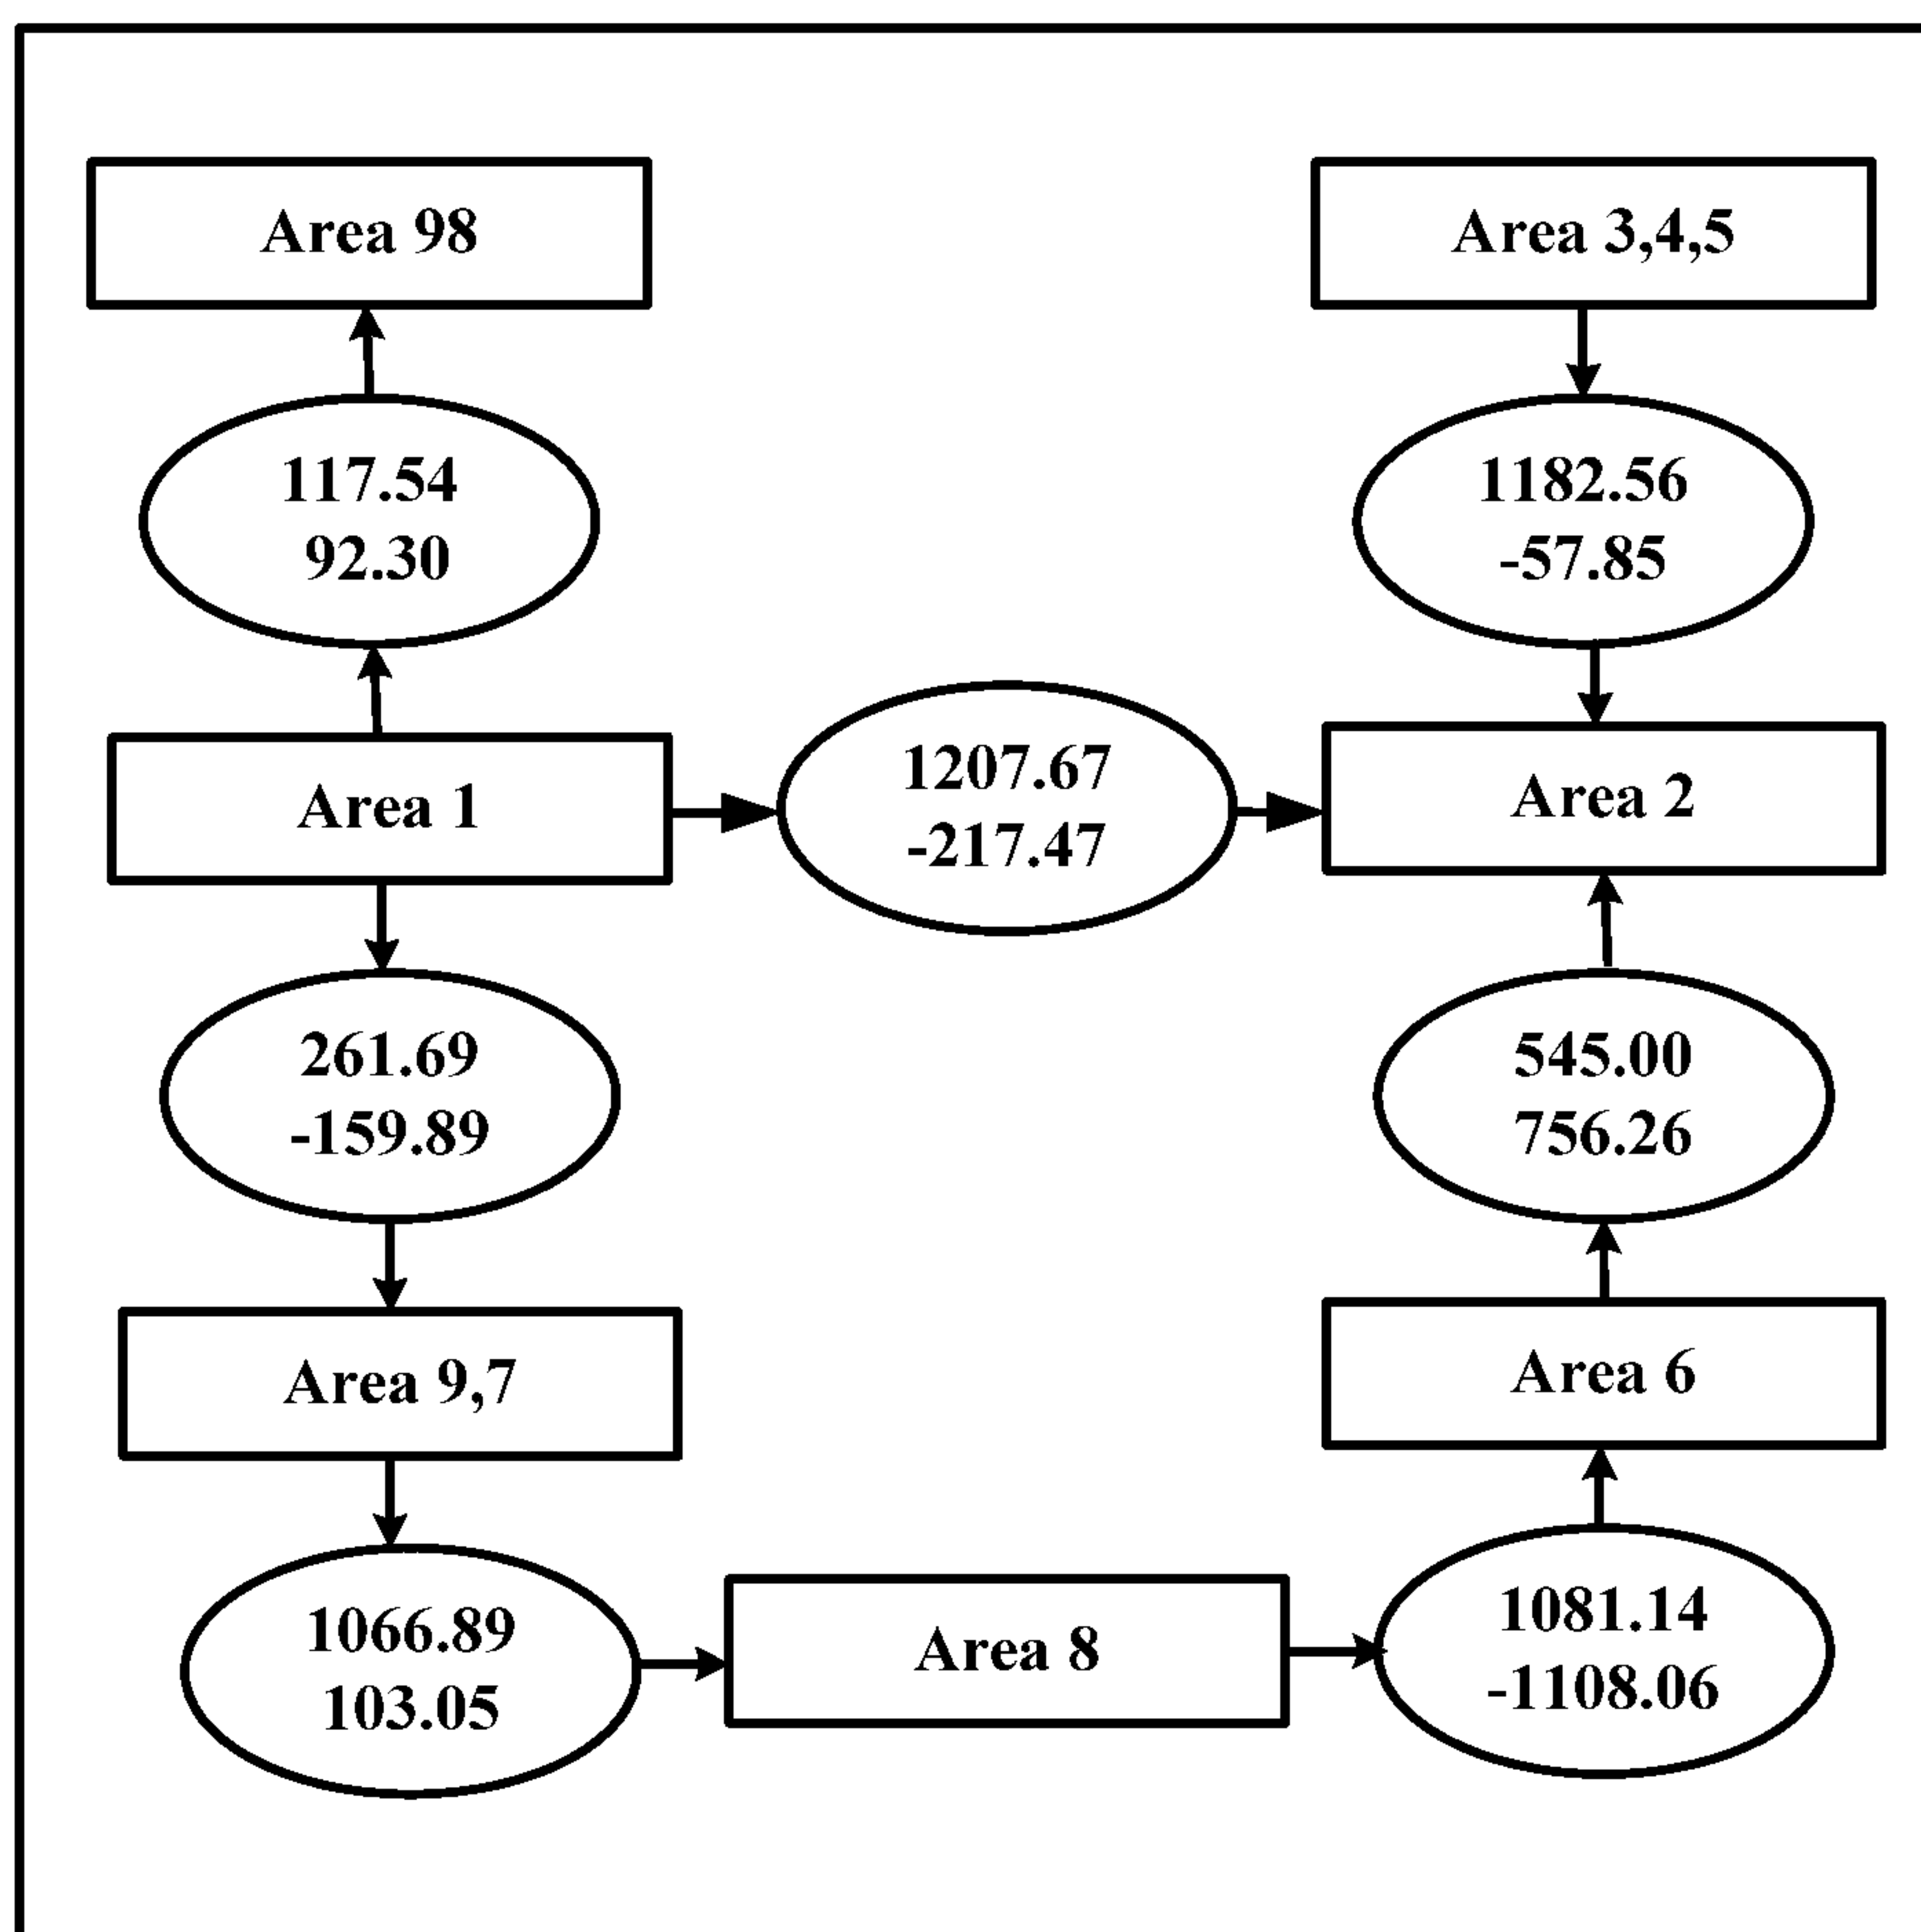 Area 98
Area 3,4,5
117.54
92.30
1182.56
-57.85
Area 1
1207.67
-217.47
Area 2
261.69
-159.89
545.00
756.26
Area 9,7
Area 6
1066.89
103.05
Area 8
1081.14
-1108.06